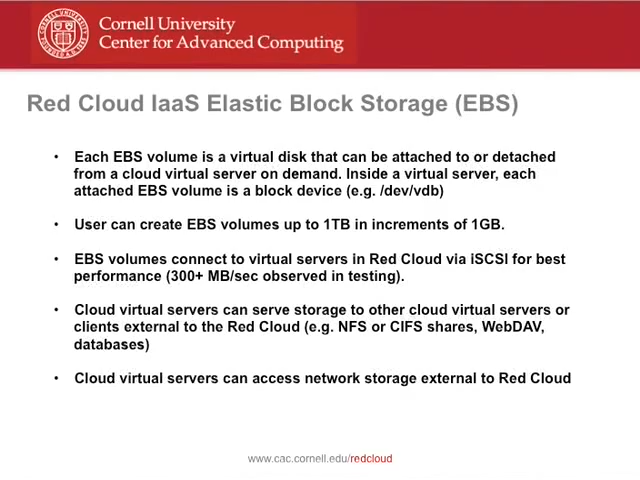 Cornell University
Center for Advanced Computing
Red Cloud IaaS Elastic Block Storage (EBS)
• Each EBS volume is a virtual disk that can be attached to or detached
from a cloud virtual server on demand. Inside a virtual server, each
attached EBS volume is a block device (e.g. /dev/vdb)
• User can create EBS volumes up to 1TB in increments of 1GB.
• EBS volumes connect to virtual servers in Red Cloud via iSCSI for best
performance (300+ MB/sec observed in testing).
• Cloud virtual servers can serve storage to other cloud virtual servers or
clients external to the Red Cloud (e.g. NFS or CIFS shares, WebDAV,
databases)
• Cloud virtual servers can access network storage external to Red Cloud
www.cac.cornell.edu/redcloud